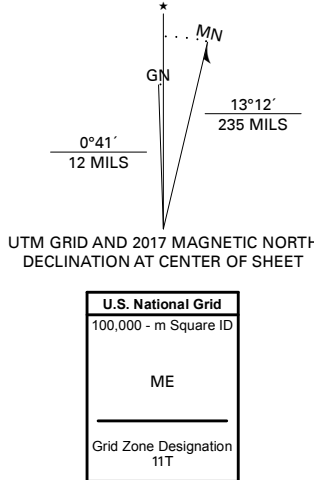 MN
GN
13°12´
235 MILS
0°41´
12 MILS
UTM GRID AND 2017 MAGNETIC NORTH
DECLINATION AT CENTER OF SHEET
U.S. National Grid
100,000 - m Square ID
ME
Grid Zone Designation
11T